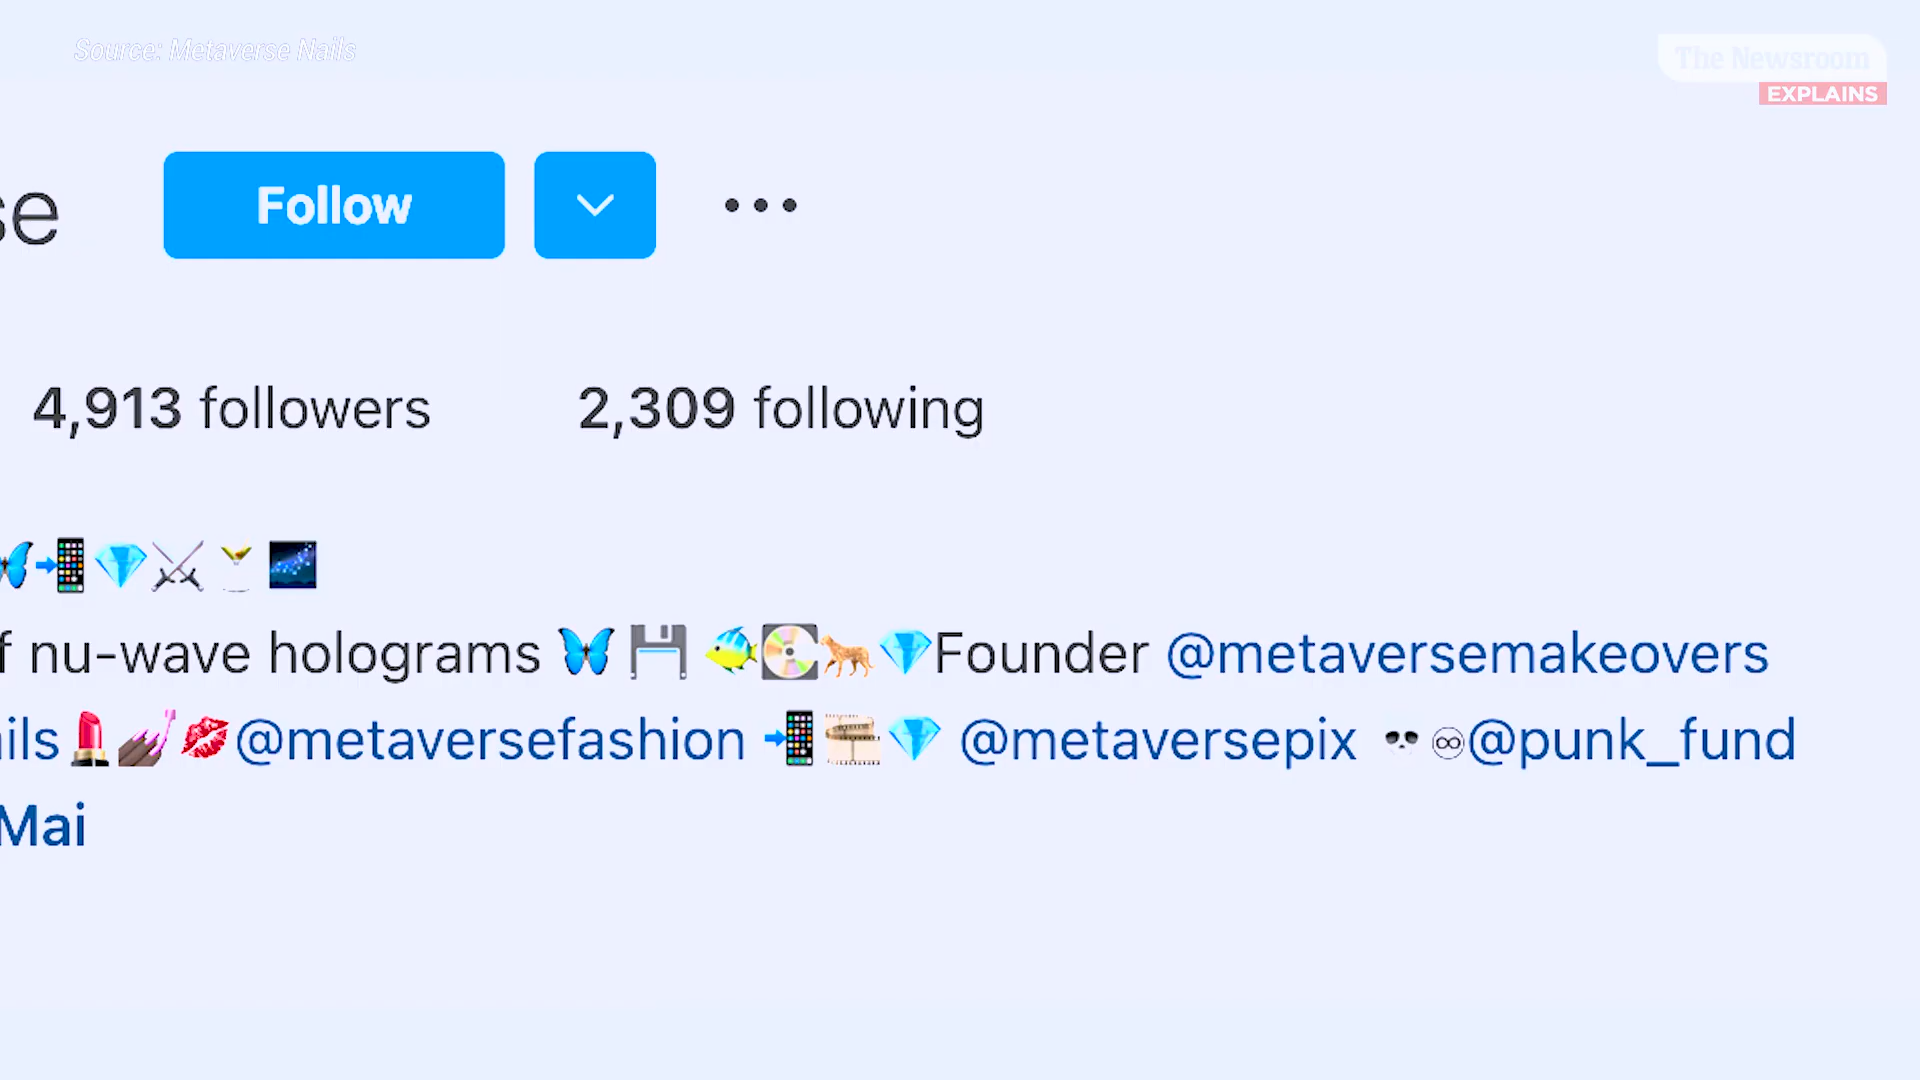 Source: Metaverse Nails
The Newsroom
EXPLAINS
se
Follow
4,913 followers 2,309 following
f nu-wave holograms 🦋 💾 🐠💽🐆💎Founder @metaversemakeovers
ils💄💅🏿💋@metaversefashion 📲🎞💎 @metaversepix 💀♾@punk_fund
Mai